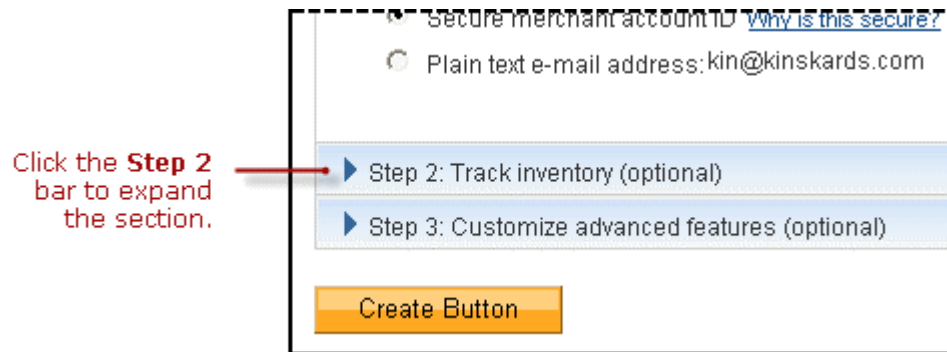 Secure merchant account ID Why is this secure?
Plain text e-mail address: kin@kinskards.com
Click the Step 2
bar to expand
the section.
Step 2: Track inventory (optional)
Step 3: Customize advanced features (optional)
Create Button